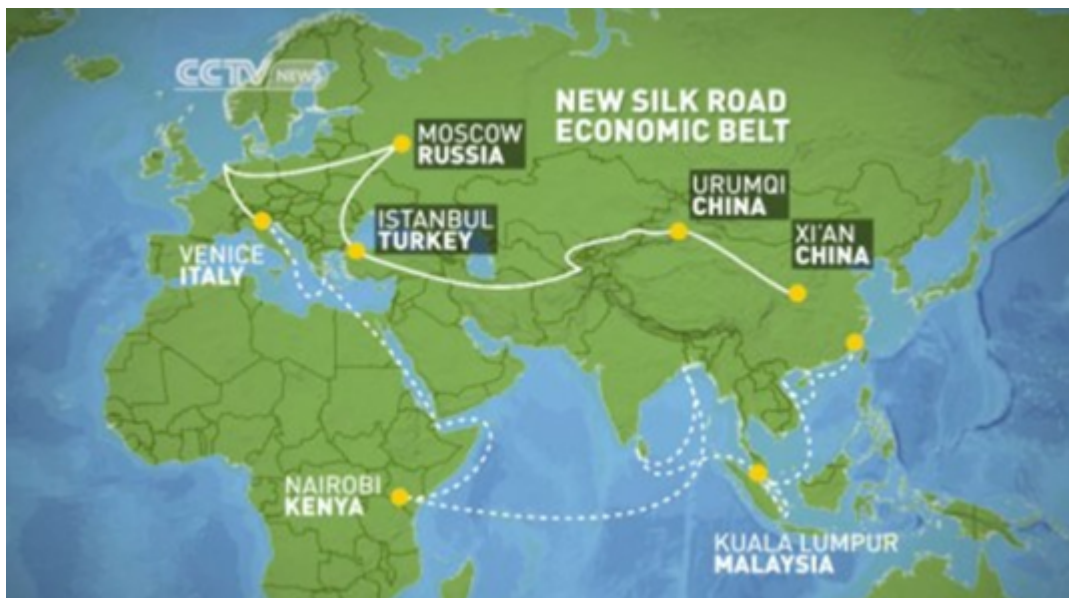 CCTV NEWS
NEW SILK ROAD
ECONOMIC BELT
MOSCOW
RUSSIA
URUMQI
CHINA
ISTANBUL
TURKEY
XI'AN
CHINA
VENICE
ITALY
NAIROBI
KENYA
KUALA LUMPUR
MALAYSIA